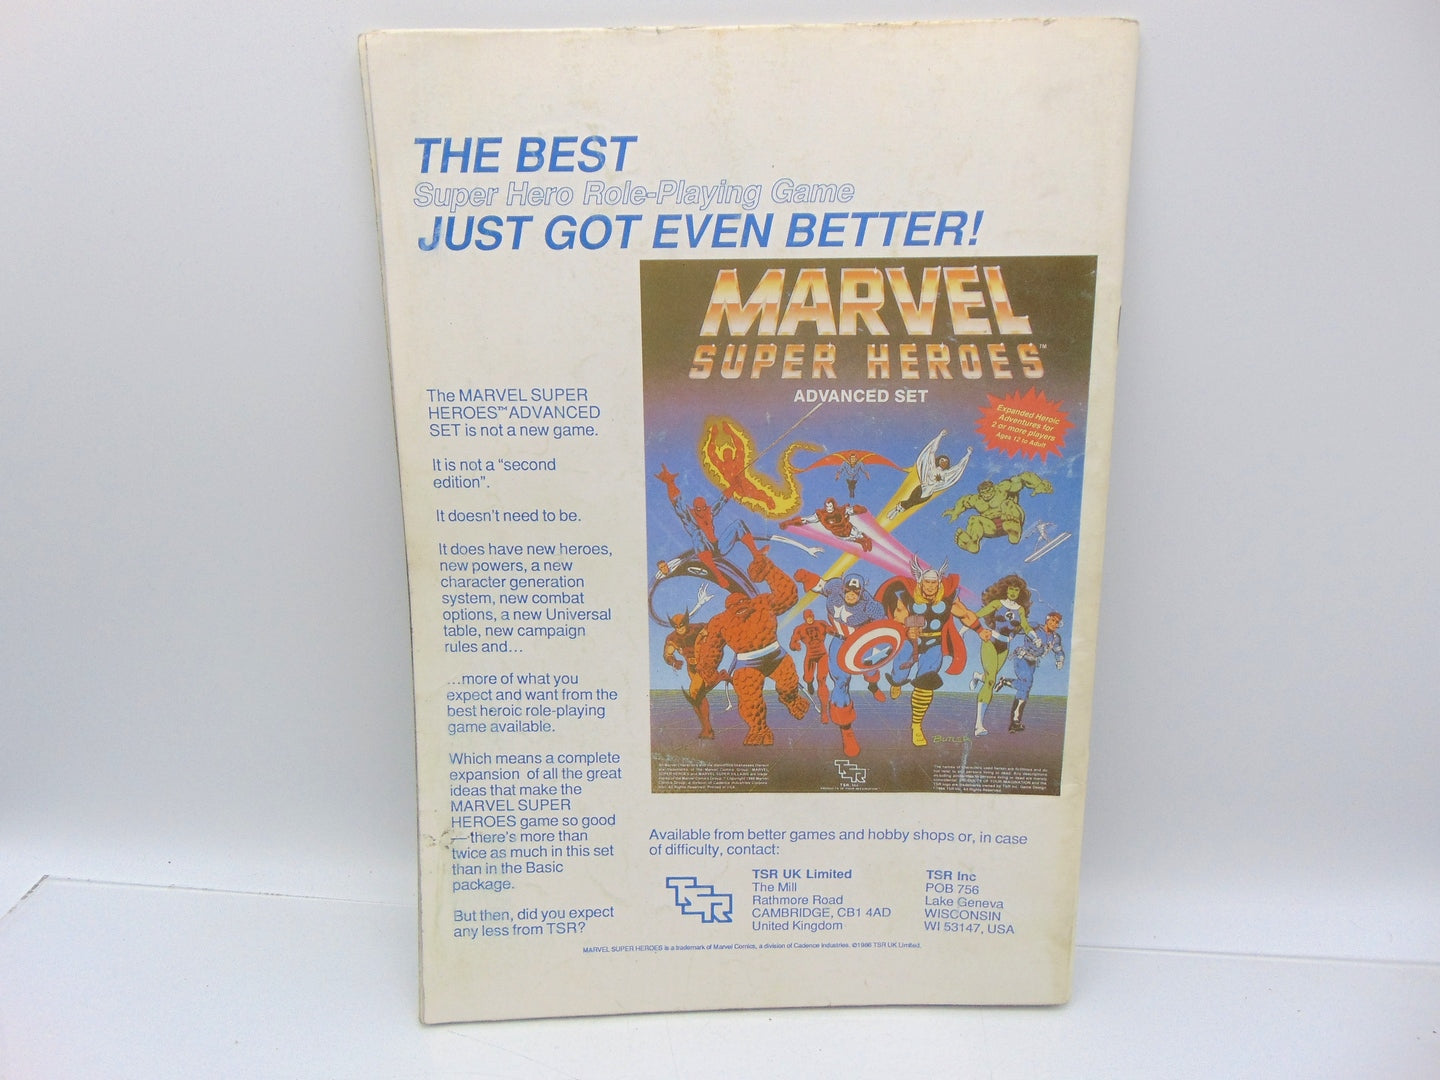 THE BEST
Super Hero Role-Playing Game
JUST GOT EVEN BETTER!
MARVEL
SUPER HEROES™
ADVANCED SET
Expanded Heroic
Adventures for
2 or more players
Ages 12 to Adult
The MARVEL SUPER
HEROES™ ADVANCED
SET is not a new game.
It is not a “second
edition”.
It doesn’t need to be.
It does have new heroes,
new powers, a new
character generation
system, new combat
options, a new Universal
table, new campaign
rules and...
...more of what you
expect and want from the
best heroic role-playing
game available.
Which means a complete
expansion of all the great
ideas that make the
MARVEL SUPER
HEROES game so good
—there’s more than
twice as much in this set
than in the Basic
package.
But then, did you expect
any less from TSR?
BUTLER
TSR
TSR, Inc.
PRODUCTS OF YOUR IMAGINATION™
Available from better games and hobby shops or, in case
of difficulty, contact:
TSR
TSR UK Limited
The Mill
Rathmore Road
CAMBRIDGE, CB1 4AD
United Kingdom
TSR Inc
POB 756
Lake Geneva
WISCONSIN
WI 53147, USA
MARVEL SUPER HEROES is a trademark of Marvel Comics, a division of Cadence Industries. ©1986 TSR UK Limited.